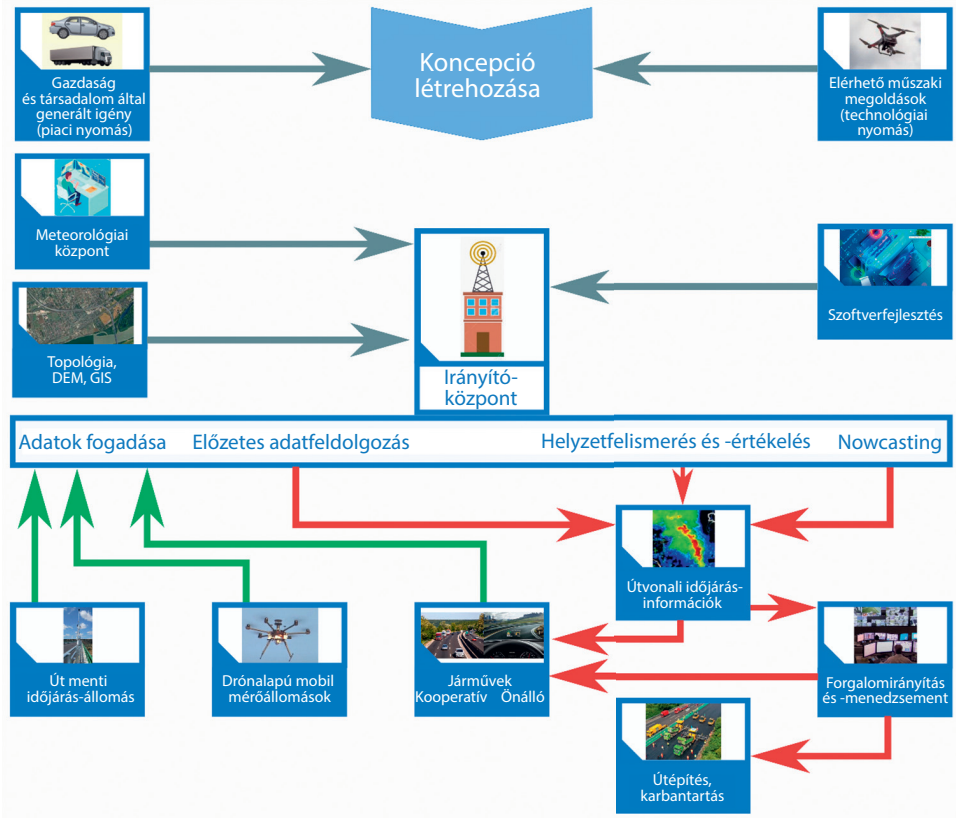 Gazdaság
és társadalom által
generált igény
(piaci nyomás)
Koncepció
létrehozása
Elérhető műszaki
megoldások
(technológiai
nyomás)
Meteorológiai
központ
Szoftverfejlesztés
Topológia,
DEM, GIS
Irányító-
központ
Adatok fogadása Előzetes adatfeldolgozás Helyzetfelismerés és -értékelés Nowcasting
Útvonali időjárás-
információk
Út menti
időjárás-állomás
Drónalapú mobil
mérőállomások
Járművek
Kooperatív Önálló
Forgalomirányítás
és -menedzsement
Útépítés,
karbantartás